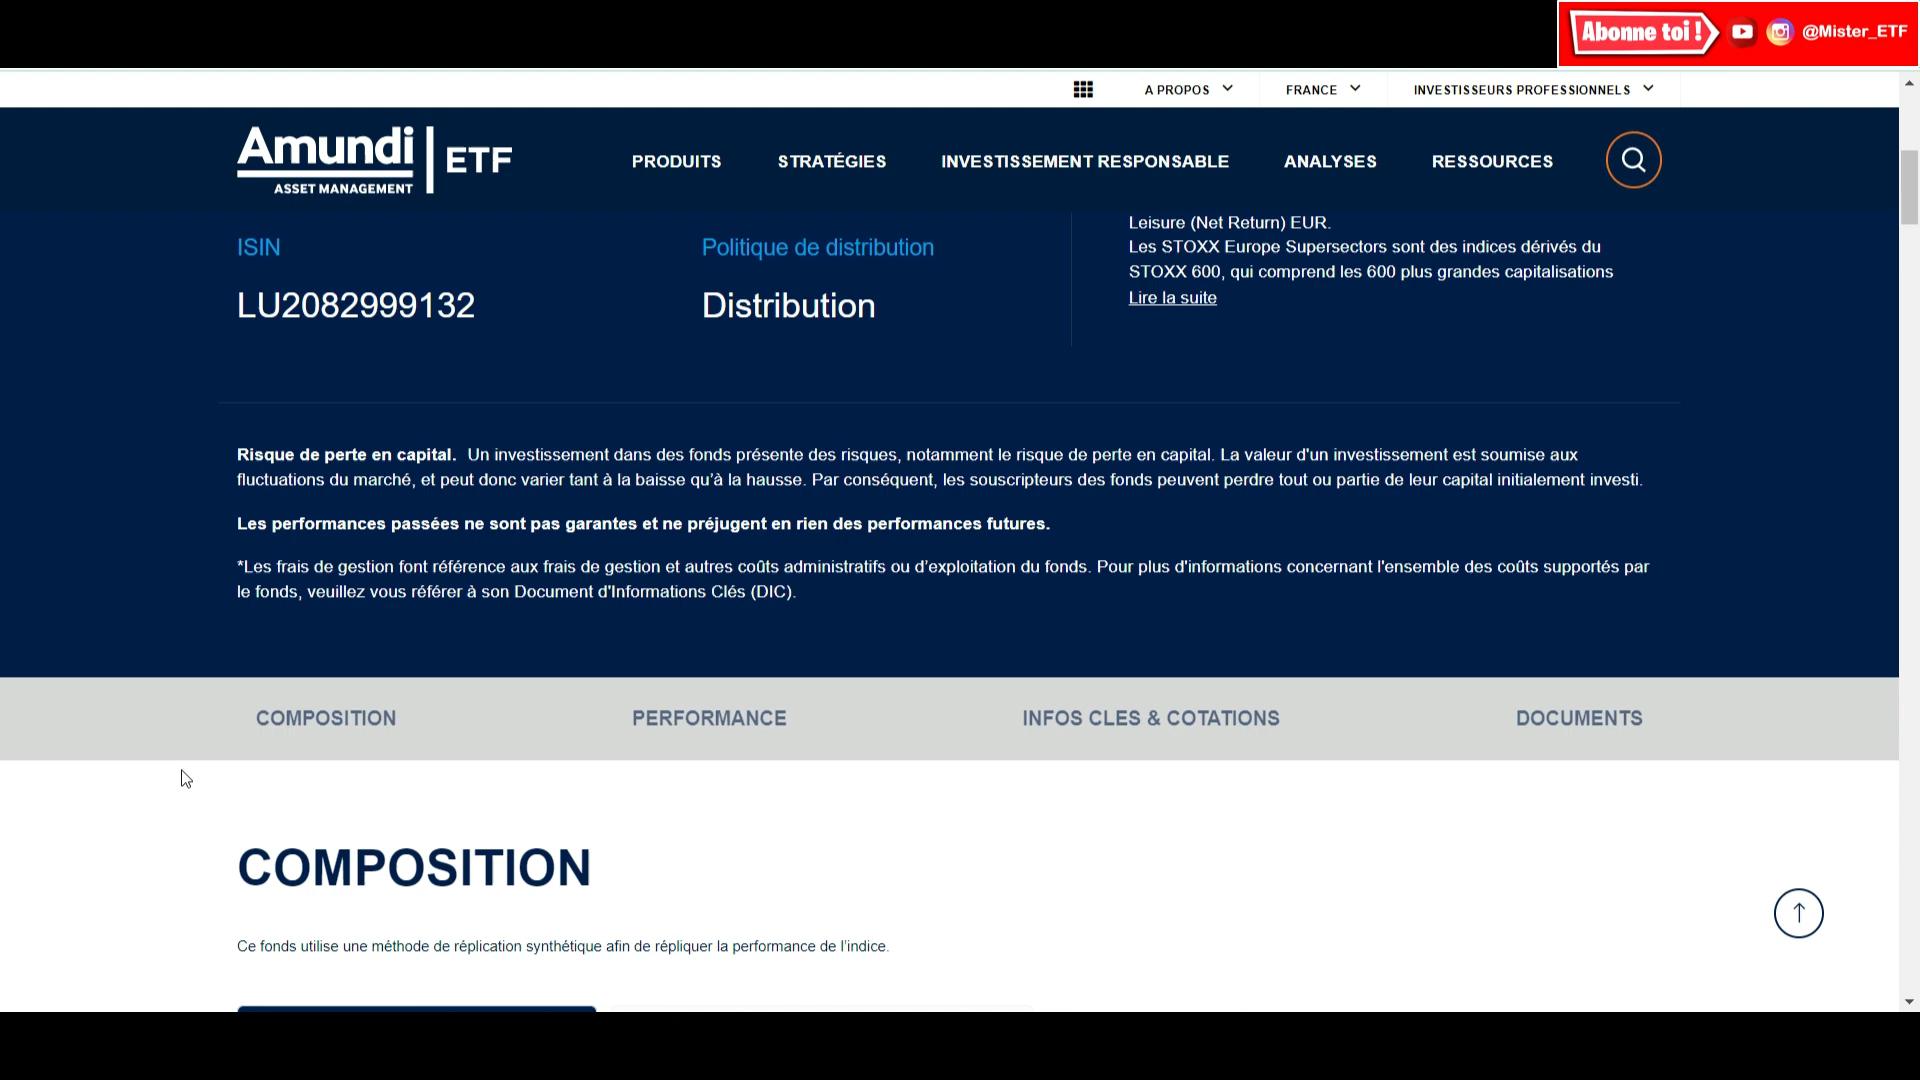 Abonne toi !
@Mister_ETF
A PROPOS
FRANCE
INVESTISSEURS PROFESSIONNELS
Amundi
ASSET MANAGEMENT
ETF
PRODUITS
STRATÉGIES
INVESTISSEMENT RESPONSABLE
ANALYSES
RESSOURCES
ISIN
LU2082999132
Politique de distribution
Distribution
Leisure (Net Return) EUR.
Les STOXX Europe Supersectors sont des indices dérivés du
STOXX 600, qui comprend les 600 plus grandes capitalisations
Lire la suite
Risque de perte en capital. Un investissement dans des fonds présente des risques, notamment le risque de perte en capital. La valeur d'un investissement est soumise aux
fluctuations du marché, et peut donc varier tant à la baisse qu’à la hausse. Par conséquent, les souscripteurs des fonds peuvent perdre tout ou partie de leur capital initialement investi.
Les performances passées ne sont pas garantes et ne préjugent en rien des performances futures.
*Les frais de gestion font référence aux frais de gestion et autres coûts administratifs ou d’exploitation du fonds. Pour plus d'informations concernant l'ensemble des coûts supportés par
le fonds, veuillez vous référer à son Document d'Informations Clés (DIC).
COMPOSITION
PERFORMANCE
INFOS CLES & COTATIONS
DOCUMENTS
COMPOSITION
Ce fonds utilise une méthode de réplication synthétique afin de répliquer la performance de l’indice.